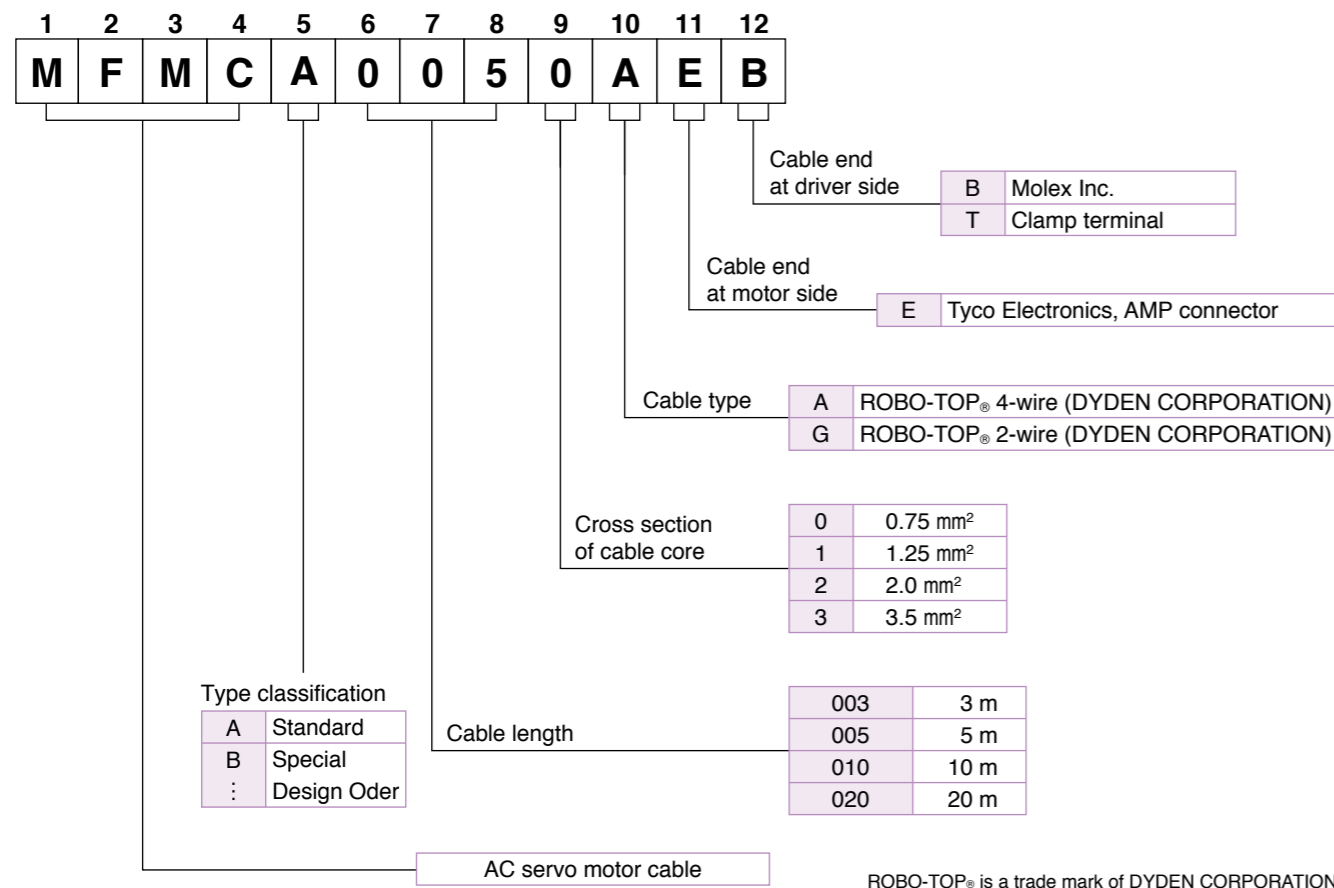 1 2 3 4 5 6 7 8 9 10 11 12
M F M C A 0 0 5 0 A E B
Cable end
at driver side
B Molex Inc.
T Clamp terminal
Cable end
at motor side
E Tyco Electronics, AMP connector
Cable type
A ROBO-TOP® 4-wire (DYDEN CORPORATION)
G ROBO-TOP® 2-wire (DYDEN CORPORATION)
Cross section
of cable core
0 0.75 mm²
1 1.25 mm²
2 2.0 mm²
3 3.5 mm²
Type classification
A Standard
B Special
⋮ Design Oder
Cable length
003 3 m
005 5 m
010 10 m
020 20 m
AC servo motor cable
ROBO-TOP® is a trade mark of DYDEN CORPORATION